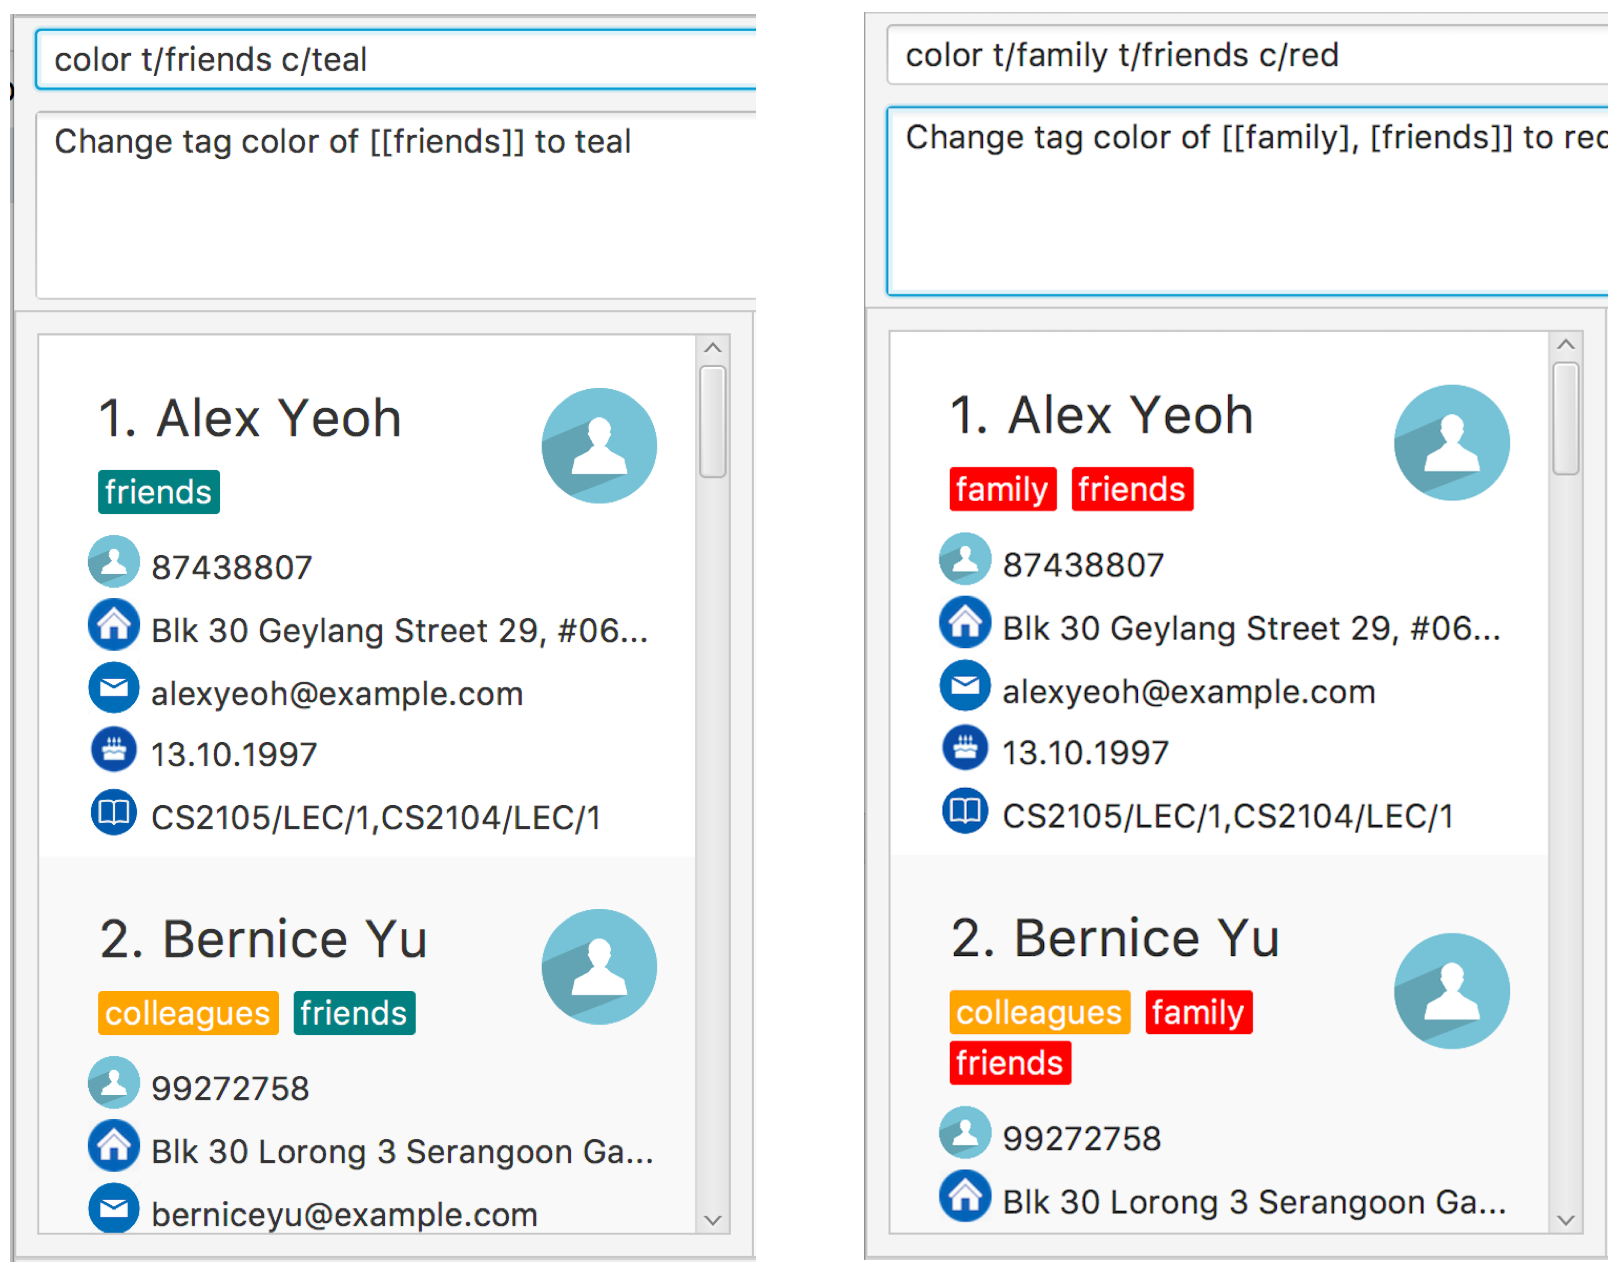 color t/friends c/teal
Change tag color of [[friends]] to teal
1. Alex Yeoh
friends
87438807
Blk 30 Geylang Street 29, #06...
alexyeoh@example.com
13.10.1997
CS2105/LEC/1,CS2104/LEC/1
2. Bernice Yu
colleagues friends
99272758
Blk 30 Lorong 3 Serangoon Ga...
berniceyu@example.com
color t/family t/friends c/red
Change tag color of [[family], [friends]] to red
1. Alex Yeoh
family friends
87438807
Blk 30 Geylang Street 29, #06...
alexyeoh@example.com
13.10.1997
CS2105/LEC/1,CS2104/LEC/1
2. Bernice Yu
colleagues family
friends
99272758
Blk 30 Lorong 3 Serangoon Ga...